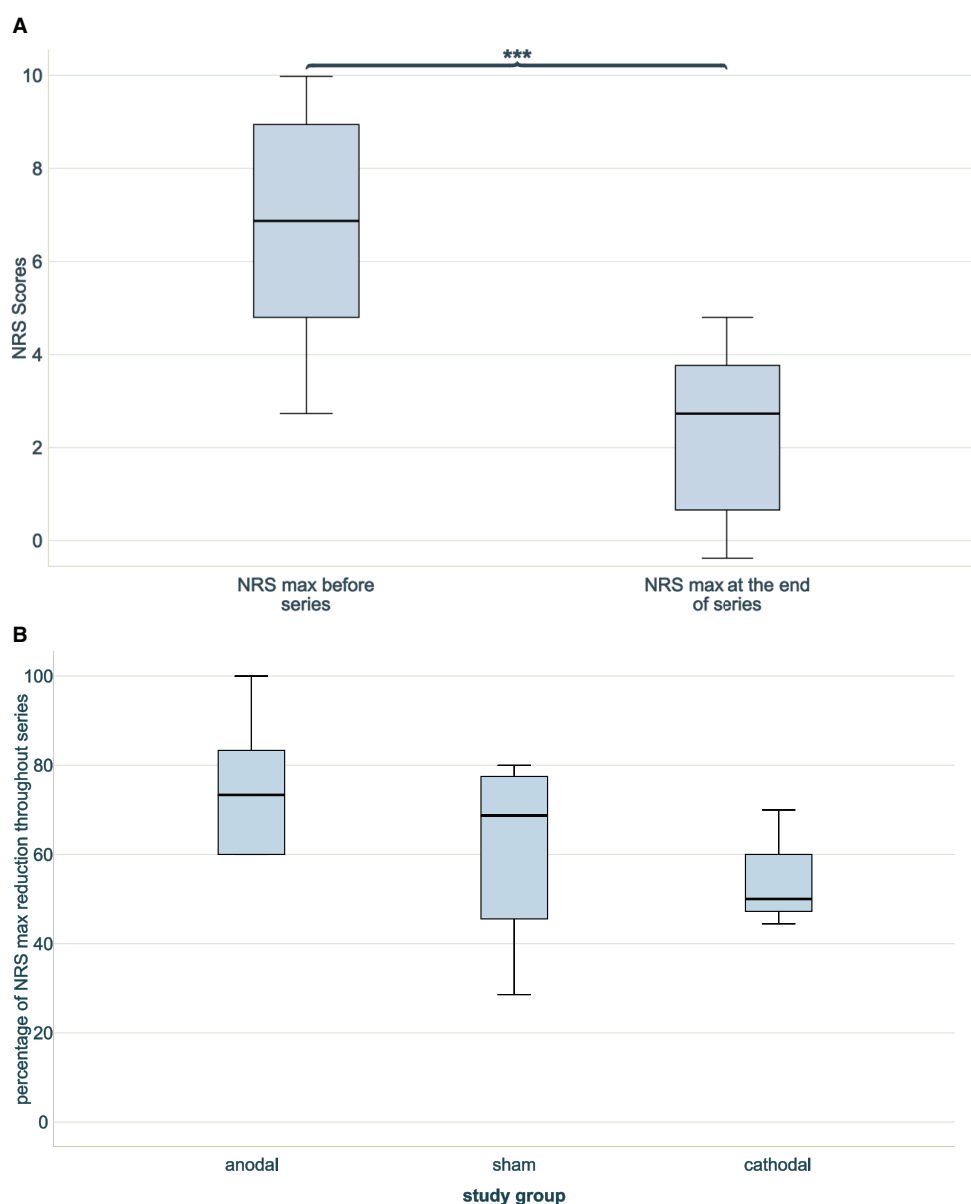 A
***
10
8
6
4
2
0
NRS Scores
NRS max before
series
NRS max at the end
of series
B
100
80
60
40
20
0
percentage of NRS max reduction throughout series
anodal
sham
cathodal
study group